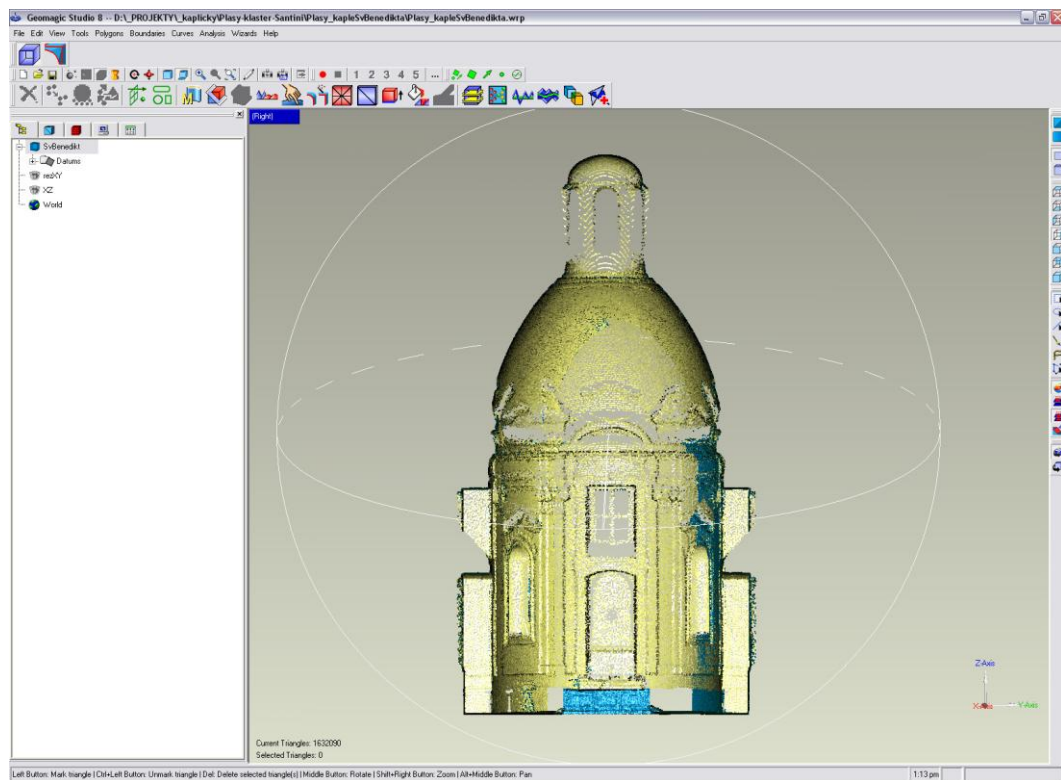 Geomagic Studio 8 -- D:\_PROJEKTY\_kaplicky\Plasy-klaster-Santini\Plasy_kapleSvBenedikta\Plasy_kapleSvBenedikta.wrp
File Edit View Tools Polygons Boundaries Curves Analysis Wizards Help
1 2 3 4 5 ...
(Right)
SvBenedikt
Datums
rezXY
XZ
World
Z-Axis
X-Axis
Y-Axis
Current Triangles: 1632090
Selected Triangles: 0
Left Button: Mark triangle | Ctrl+Left Button: Unmark triangle | Del: Delete selected triangle(s) | Middle Button: Rotate | Shift+Right Button: Zoom | Alt+Middle Button: Pan
1:13 pm